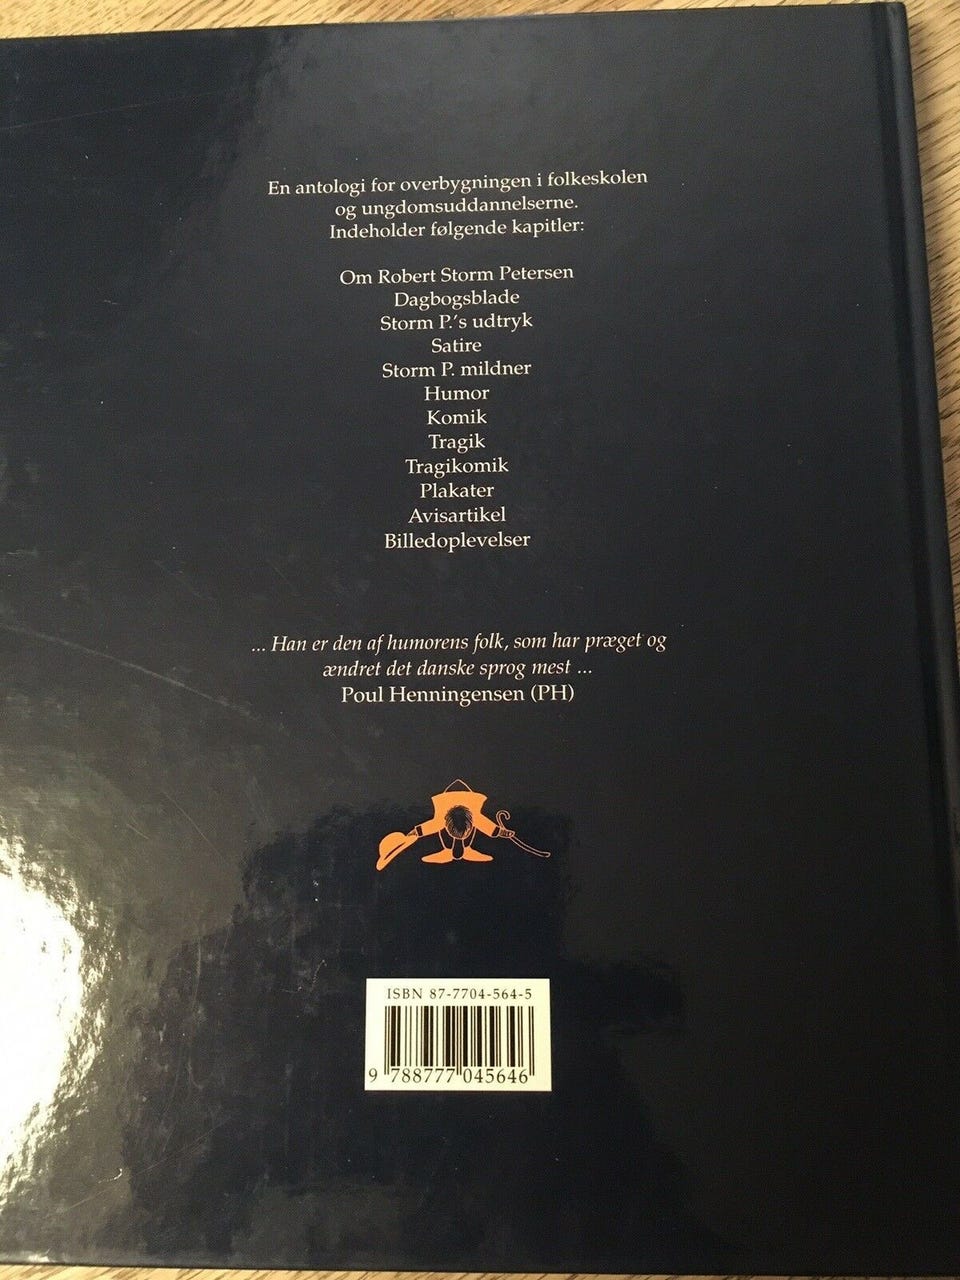 En antologi for overbygningen i folkeskolen
og ungdomsuddannelserne.
Indeholder følgende kapitler:
Om Robert Storm Petersen
Dagbogsblade
Storm P.'s udtryk
Satire
Storm P. mildner
Humor
Komik
Tragik
Tragikomik
Plakater
Avisartikel
Billedoplevelser
... Han er den af humorens folk, som har præget og
ændret det danske sprog mest ...
Poul Henningensen (PH)
ISBN 87-7704-564-5
9 788777 045646